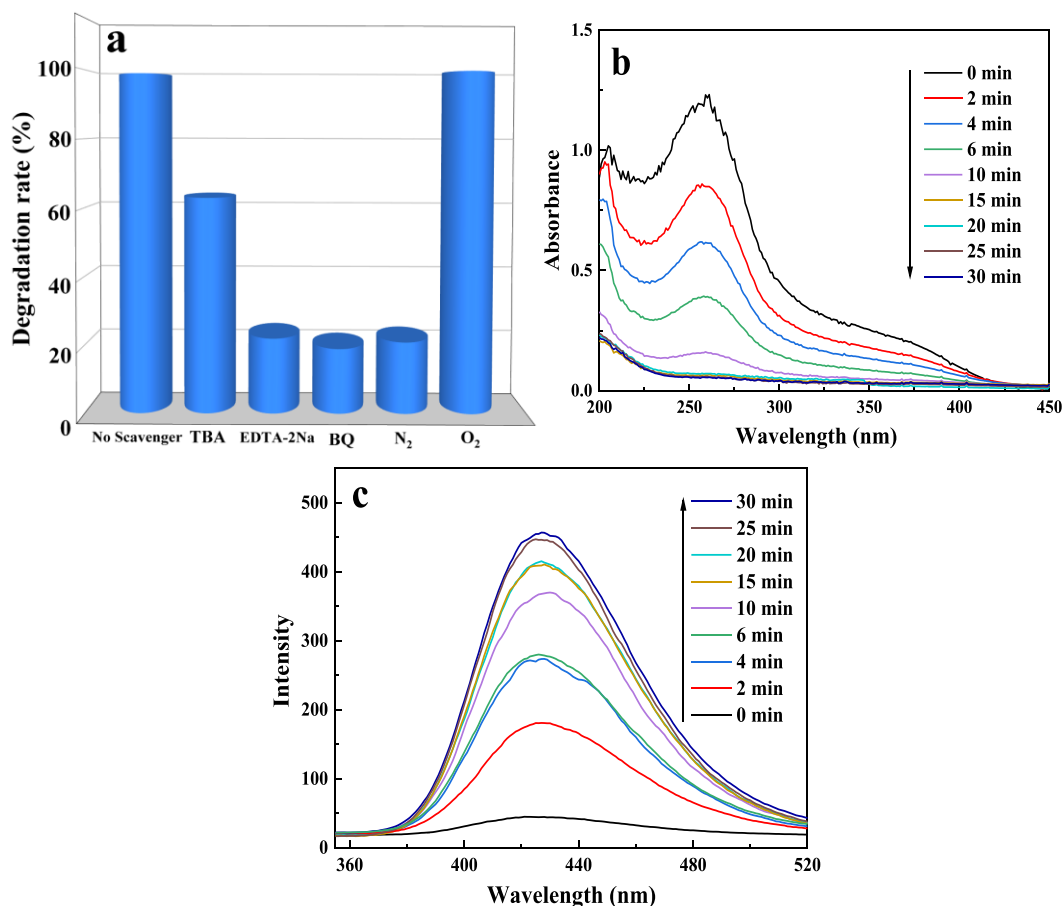 a
Degradation rate (%)
100
80
60
40
20
0
No Scavenger TBA EDTA-2Na BQ N₂ O₂
b
Absorbance
1.5
1.0
0.5
0.0
200 250 300 350 400 450
Wavelength (nm)
0 min
2 min
4 min
6 min
10 min
15 min
20 min
25 min
30 min
c
Intensity
500
400
300
200
100
0
360 400 440 480 520
Wavelength (nm)
30 min
25 min
20 min
15 min
10 min
6 min
4 min
2 min
0 min